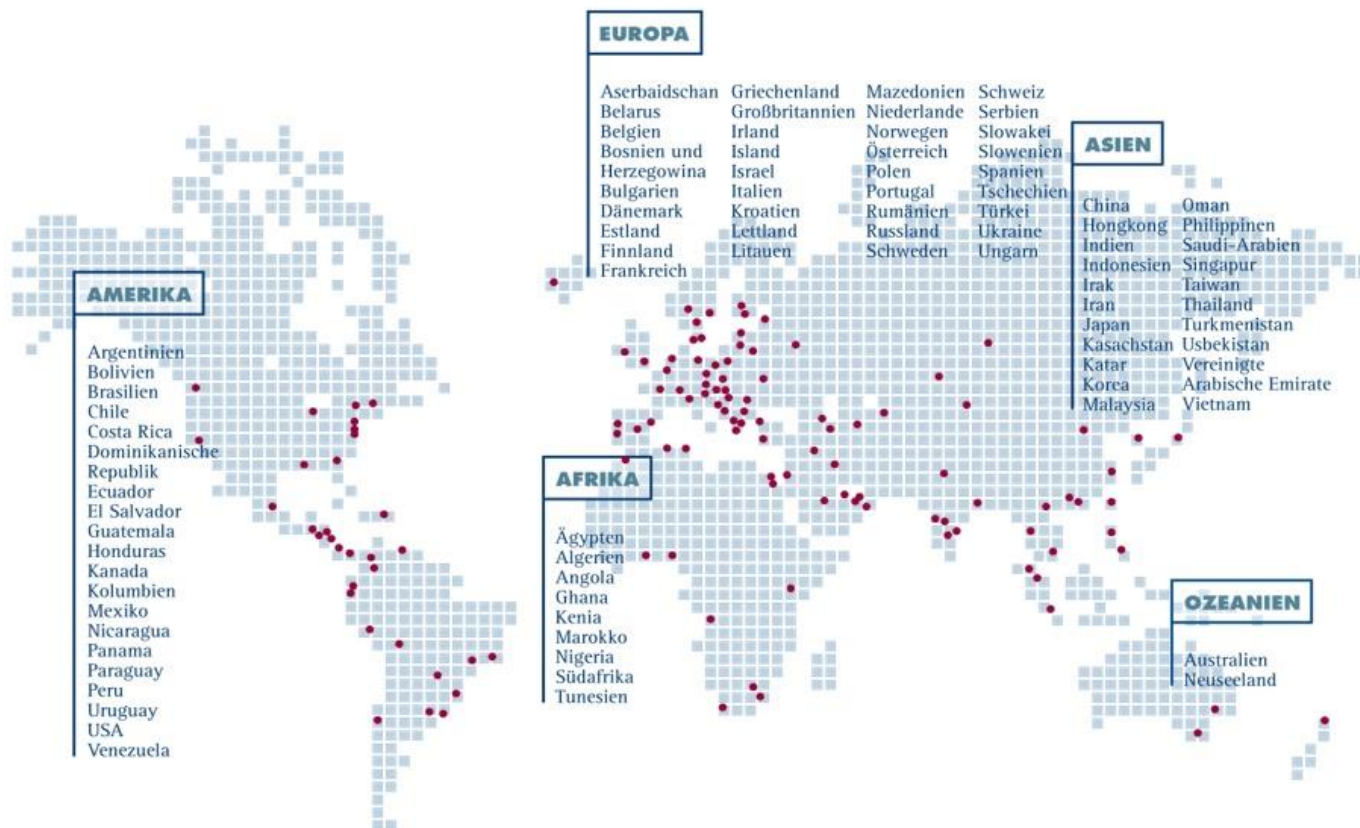 EUROPA
Aserbaidschan
Belarus
Belgien
Bosnien und
Herzegowina
Bulgarien
Dänemark
Estland
Finnland
Frankreich
Griechenland
Großbritannien
Irland
Island
Israel
Italien
Kroatien
Lettland
Litauen
Mazedonien
Niederlande
Norwegen
Österreich
Polen
Portugal
Rumänien
Russland
Schweden
Schweiz
Serbien
Slowakei
Slowenien
Spanien
Tschechien
Türkei
Ukraine
Ungarn
ASIEN
China
Hongkong
Indien
Indonesien
Irak
Iran
Japan
Kasachstan
Katar
Korea
Malaysia
Oman
Philippinen
Saudi-Arabien
Singapur
Taiwan
Thailand
Turkmenistan
Usbekistan
Vereinigte
Arabische Emirate
Vietnam
AMERIKA
Argentinien
Bolivien
Brasilien
Chile
Costa Rica
Dominikanische
Republik
Ecuador
El Salvador
Guatemala
Honduras
Kanada
Kolumbien
Mexiko
Nicaragua
Panama
Paraguay
Peru
Uruguay
USA
Venezuela
AFRIKA
Ägypten
Algerien
Angola
Ghana
Kenia
Marokko
Nigeria
Südafrika
Tunesien
OZEANIEN
Australien
Neuseeland